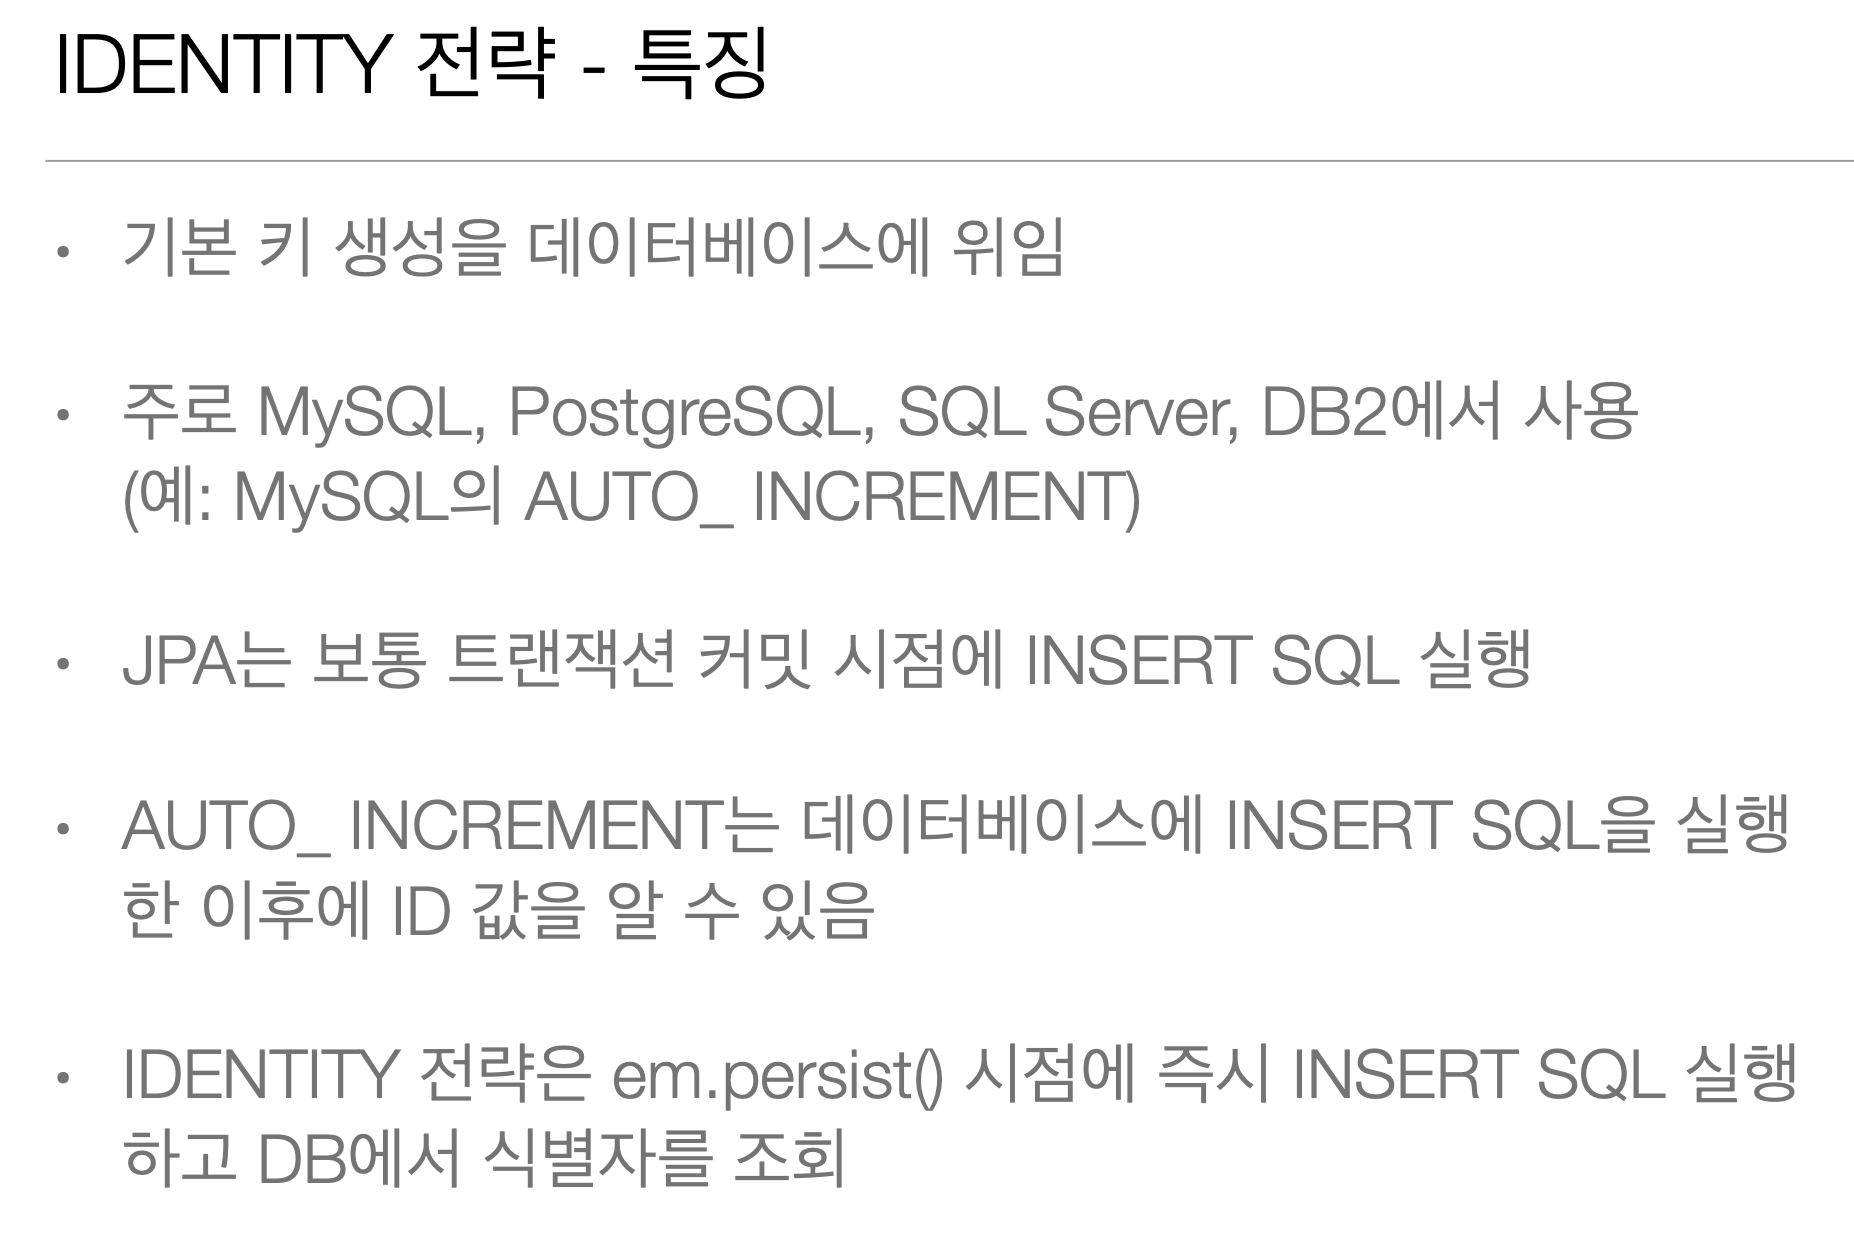 IDENTITY 전략 - 특징
• 기본 키 생성을 데이터베이스에 위임
• 주로 MySQL, PostgreSQL, SQL Server, DB2에서 사용
(예: MySQL의 AUTO_ INCREMENT)
• JPA는 보통 트랜잭션 커밋 시점에 INSERT SQL 실행
• AUTO_ INCREMENT는 데이터베이스에 INSERT SQL을 실행
한 이후에 ID 값을 알 수 있음
• IDENTITY 전략은 em.persist() 시점에 즉시 INSERT SQL 실행
하고 DB에서 식별자를 조회